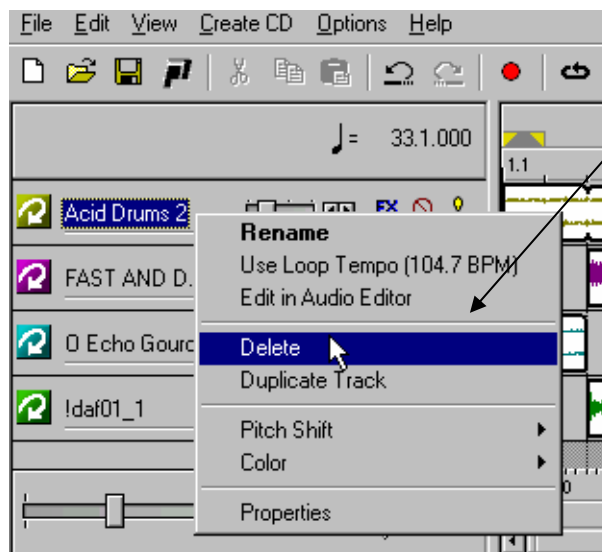 File Edit View Create CD Options Help
♩= 33.1.000
1.1
Acid Drums 2
FX
Rename
Use Loop Tempo (104.7 BPM)
FAST AND D.
Edit in Audio Editor
O Echo Gourd
Delete
Duplicate Track
!daf01_1
Pitch Shift
Color
Properties